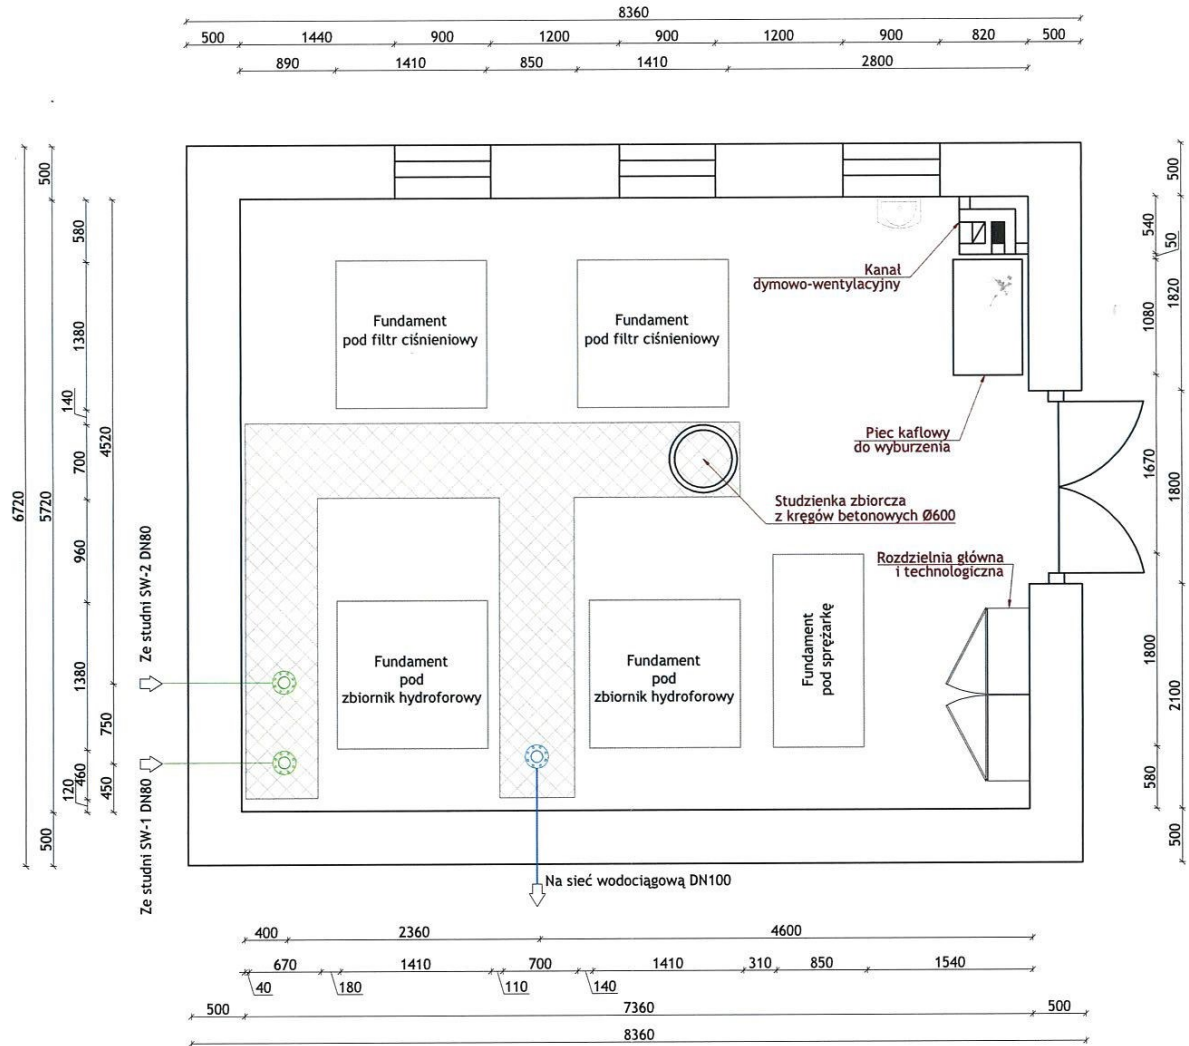 8360
500 1440 900 1200 900 1200 900 820 500
890 1410 850 1410 2800
6720
500 5720 500
580 1380 140 700 960 1380 460 120
4520 750 450
Ze studni SW-2 DN80
Ze studni SW-1 DN80
Fundament
pod filtr ciśnieniowy
Fundament
pod filtr ciśnieniowy
Kanał
dymowo-wentylacyjny
Piec kaflowy
do wyburzenia
Studzienka zbiorcza
z kręgów betonowych Ø600
Rozdzielnia główna
i technologiczna
Fundament
pod
zbiornik hydroforowy
Fundament
pod
zbiornik hydroforowy
Fundament
pod sprężarkę
540 50 1080 1670 1800 580
500 1820 1800 2100 500
Na sieć wodociągową DN100
400 2360 4600
670 1410 700 1410 310 850 1540
40 180 110 140
500 7360 500
8360